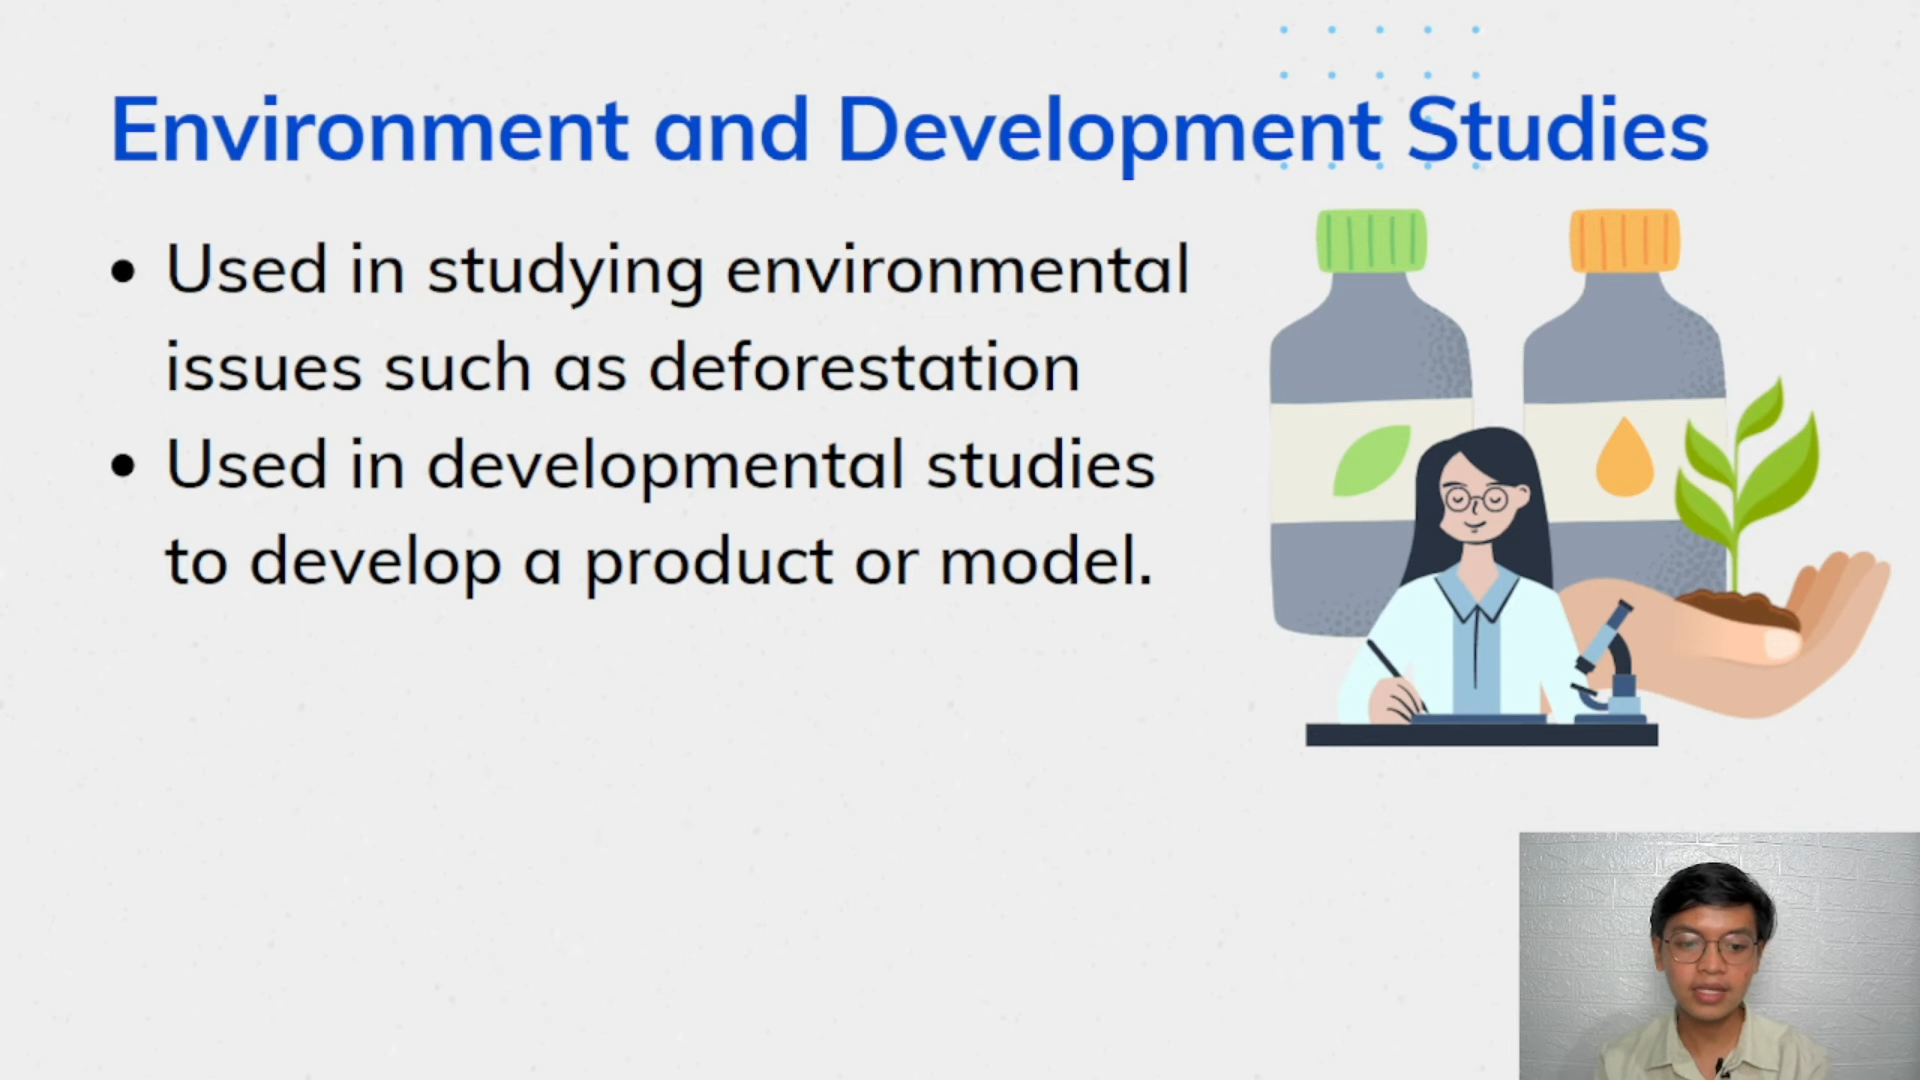 Environment and Development Studies
• Used in studying environmental
issues such as deforestation
• Used in developmental studies
to develop a product or model.